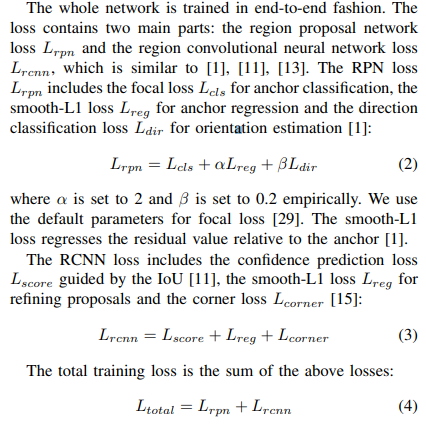 The whole network is trained in end-to-end fashion. The
loss contains two main parts: the region proposal network
loss L_{rpn} and the region convolutional neural network loss
L_{rcnn}, which is similar to [1], [11], [13]. The RPN loss
L_{rpn} includes the focal loss L_{cls} for anchor classification, the
smooth-L1 loss L_{reg} for anchor regression and the direction
classification loss L_{dir} for orientation estimation [1]:
L_{rpn} = L_{cls} + αL_{reg} + βL_{dir} (2)
where α is set to 2 and β is set to 0.2 empirically. We use
the default parameters for focal loss [29]. The smooth-L1
loss regresses the residual value relative to the anchor [1].
The RCNN loss includes the confidence prediction loss
L_{score} guided by the IoU [11], the smooth-L1 loss L_{reg} for
refining proposals and the corner loss L_{corner} [15]:
L_{rcnn} = L_{score} + L_{reg} + L_{corner} (3)
The total training loss is the sum of the above losses:
L_{total} = L_{rpn} + L_{rcnn} (4)